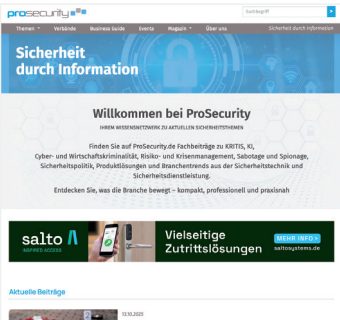 prosecurity
Suchbegriff
Themen Verbände Business Guide Events Magazin Über uns Sicherheit durch Information
Sicherheit
durch Information
Willkommen bei ProSecurity
IHREM WISSENSNETZWERK ZU AKTUELLEN SICHERHEITSTHEMEN
Finden Sie auf ProSecurity.de Fachbeiträge zu KRITIS, KI,
Cyber- und Wirtschaftskriminalität, Risiko- und Krisenmanagement, Sabotage und Spionage,
Sicherheitspolitik, Produktlösungen und Branchentrends aus der Sicherheitstechnik und
Sicherheitsdienstleistung.
Entdecken Sie, was die Branche bewegt – kompakt, professionell und praxisnah
salto
INSPIRED ACCESS
Vielseitige
Zutrittslösungen
MEHR INFO >
saltosystems.de
Aktuelle Beiträge
13.10.2025